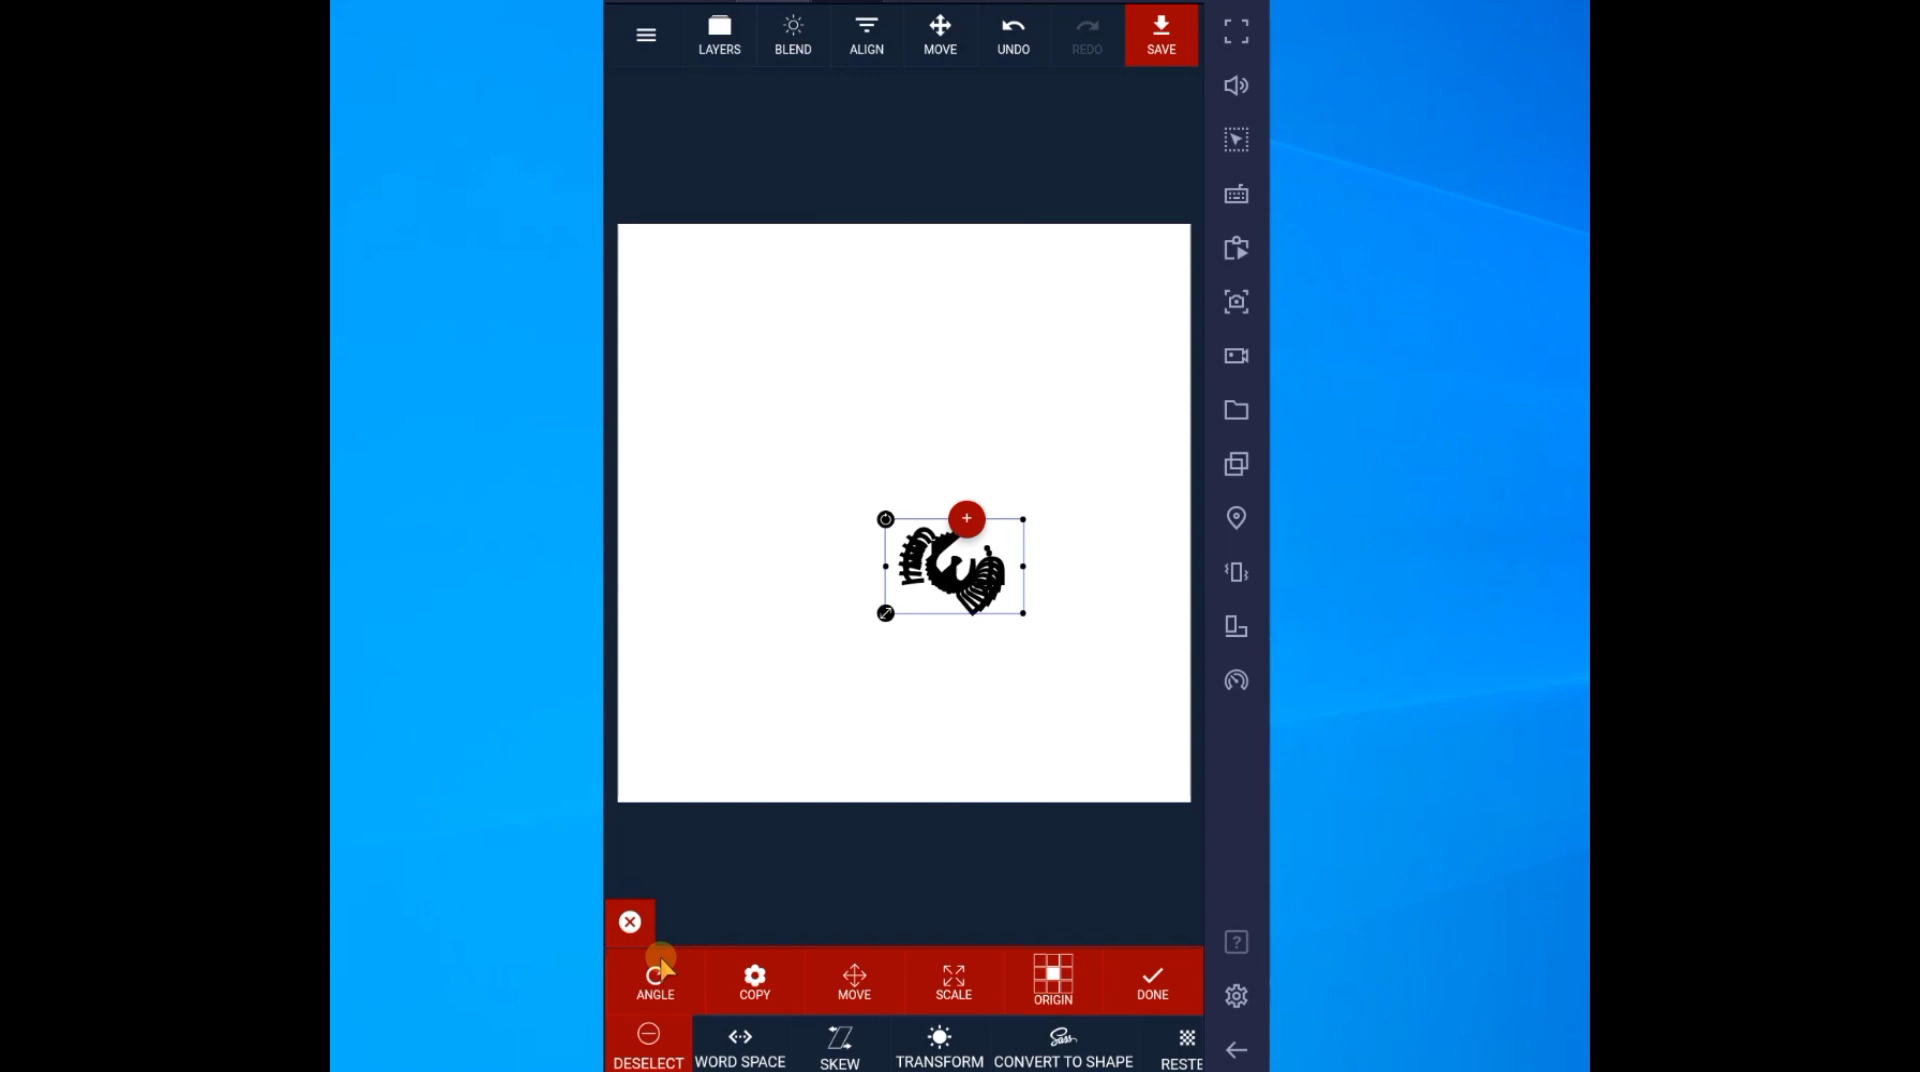 LAYERS BLEND ALIGN MOVE UNDO REDO SAVE
ANGLE COPY MOVE SCALE ORIGIN DONE
DESELECT WORD SPACE SKEW TRANSFORM CONVERT TO SHAPE RESTE